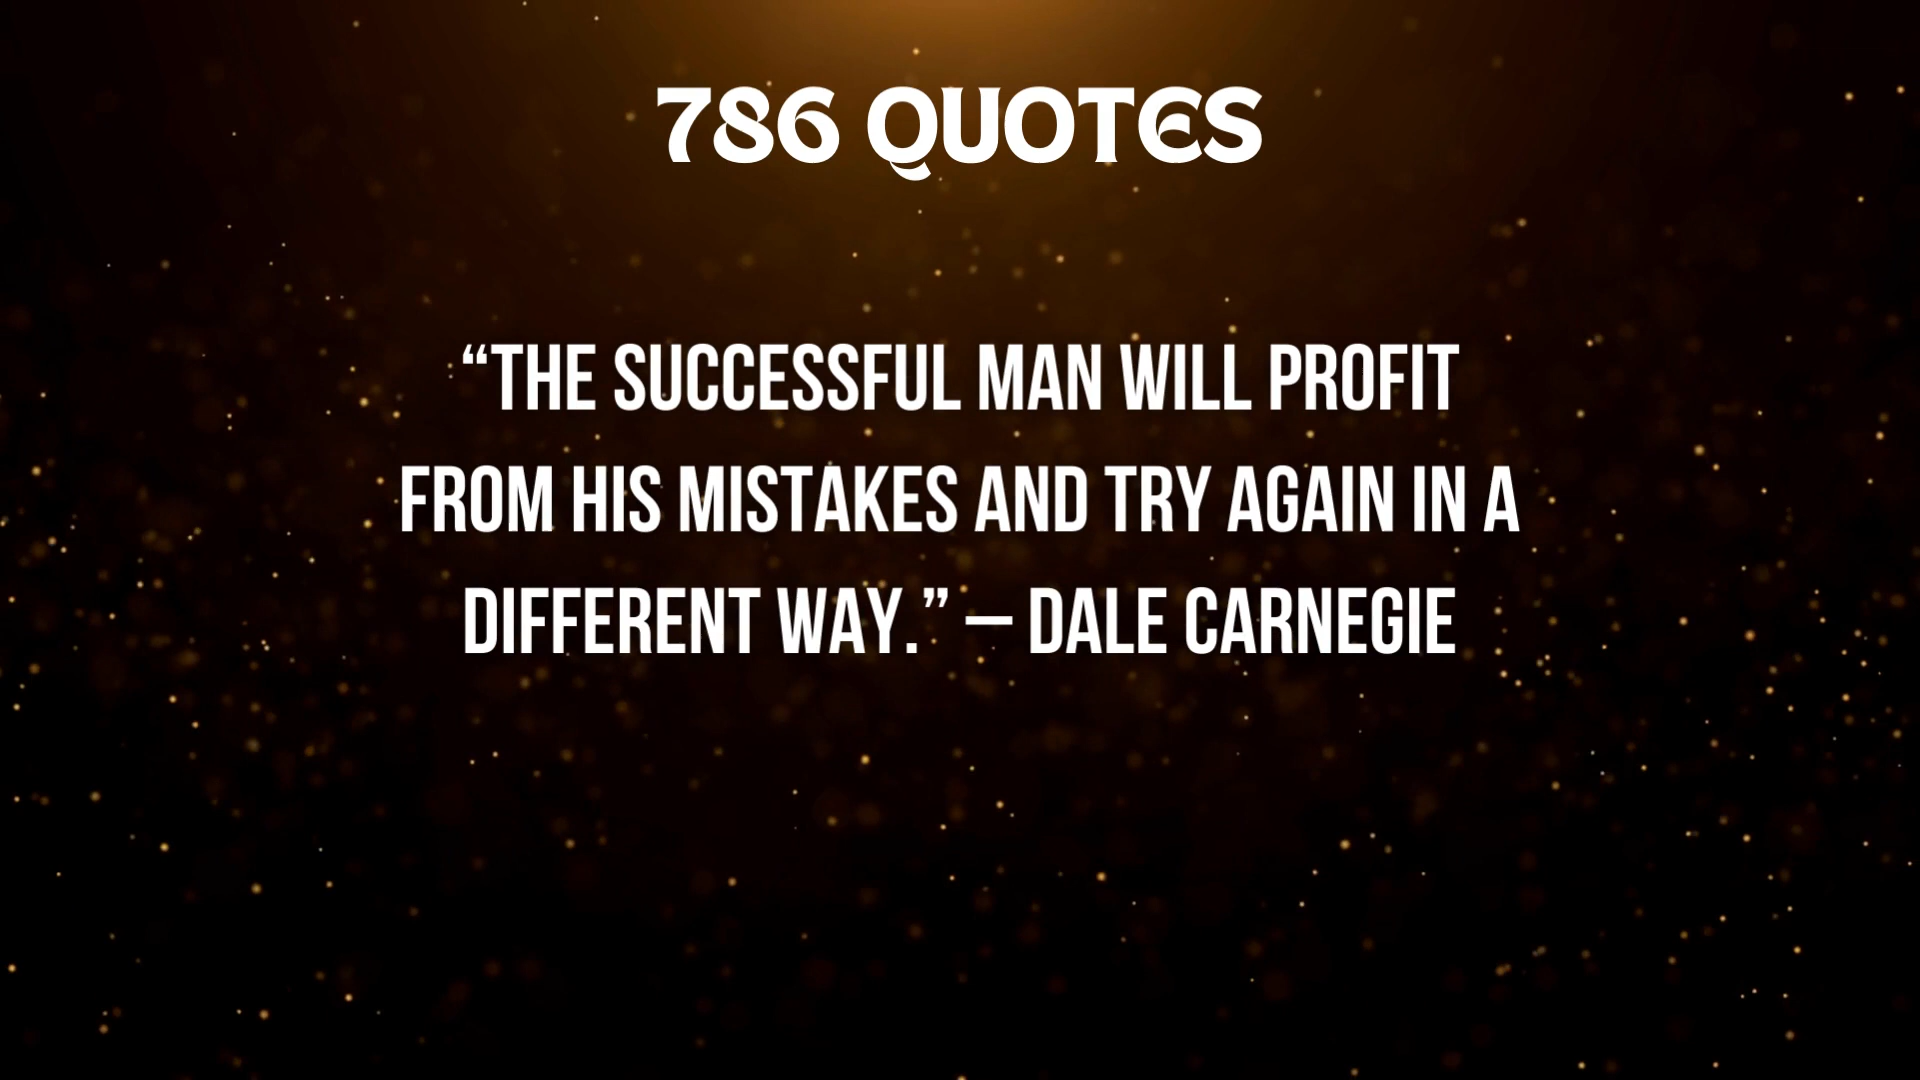 786 QUOTES
“THE SUCCESSFUL MAN WILL PROFIT
FROM HIS MISTAKES AND TRY AGAIN IN A
DIFFERENT WAY.” – DALE CARNEGIE